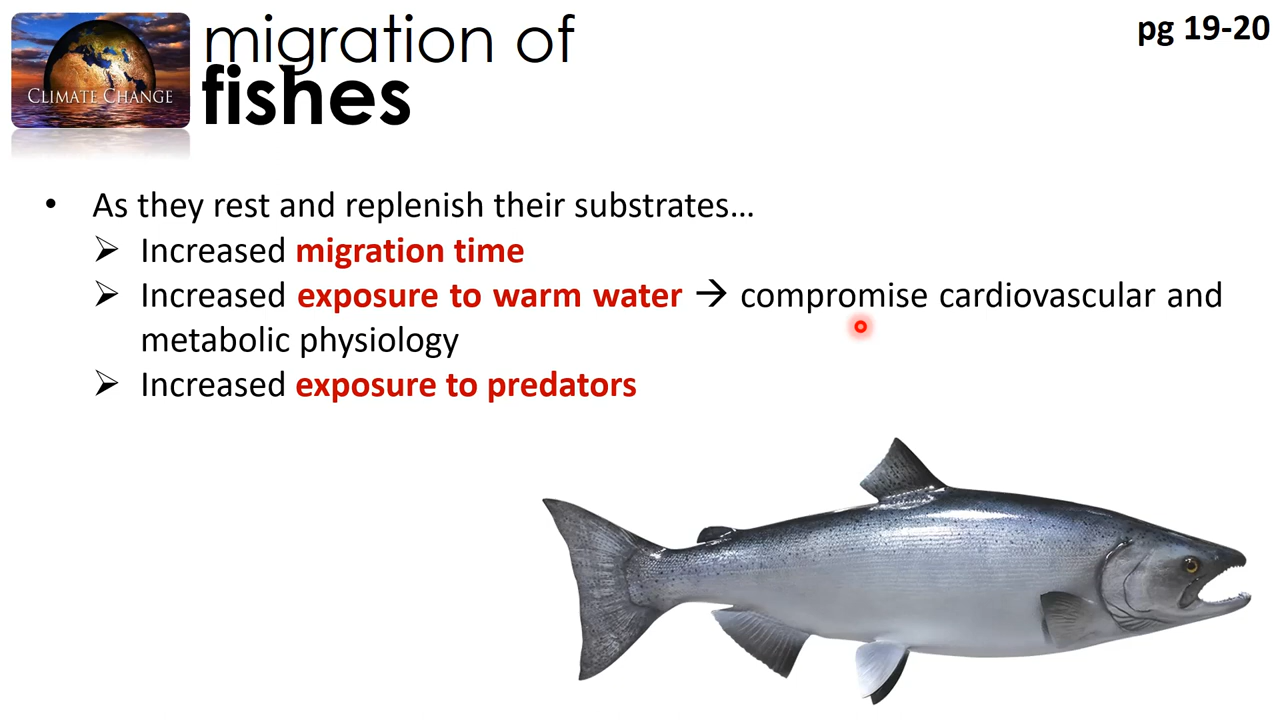 CLIMATE CHANGE
migration of
fishes
pg 19-20
• As they rest and replenish their substrates…
➢ Increased migration time
➢ Increased exposure to warm water → compromise cardiovascular and
metabolic physiology
➢ Increased exposure to predators